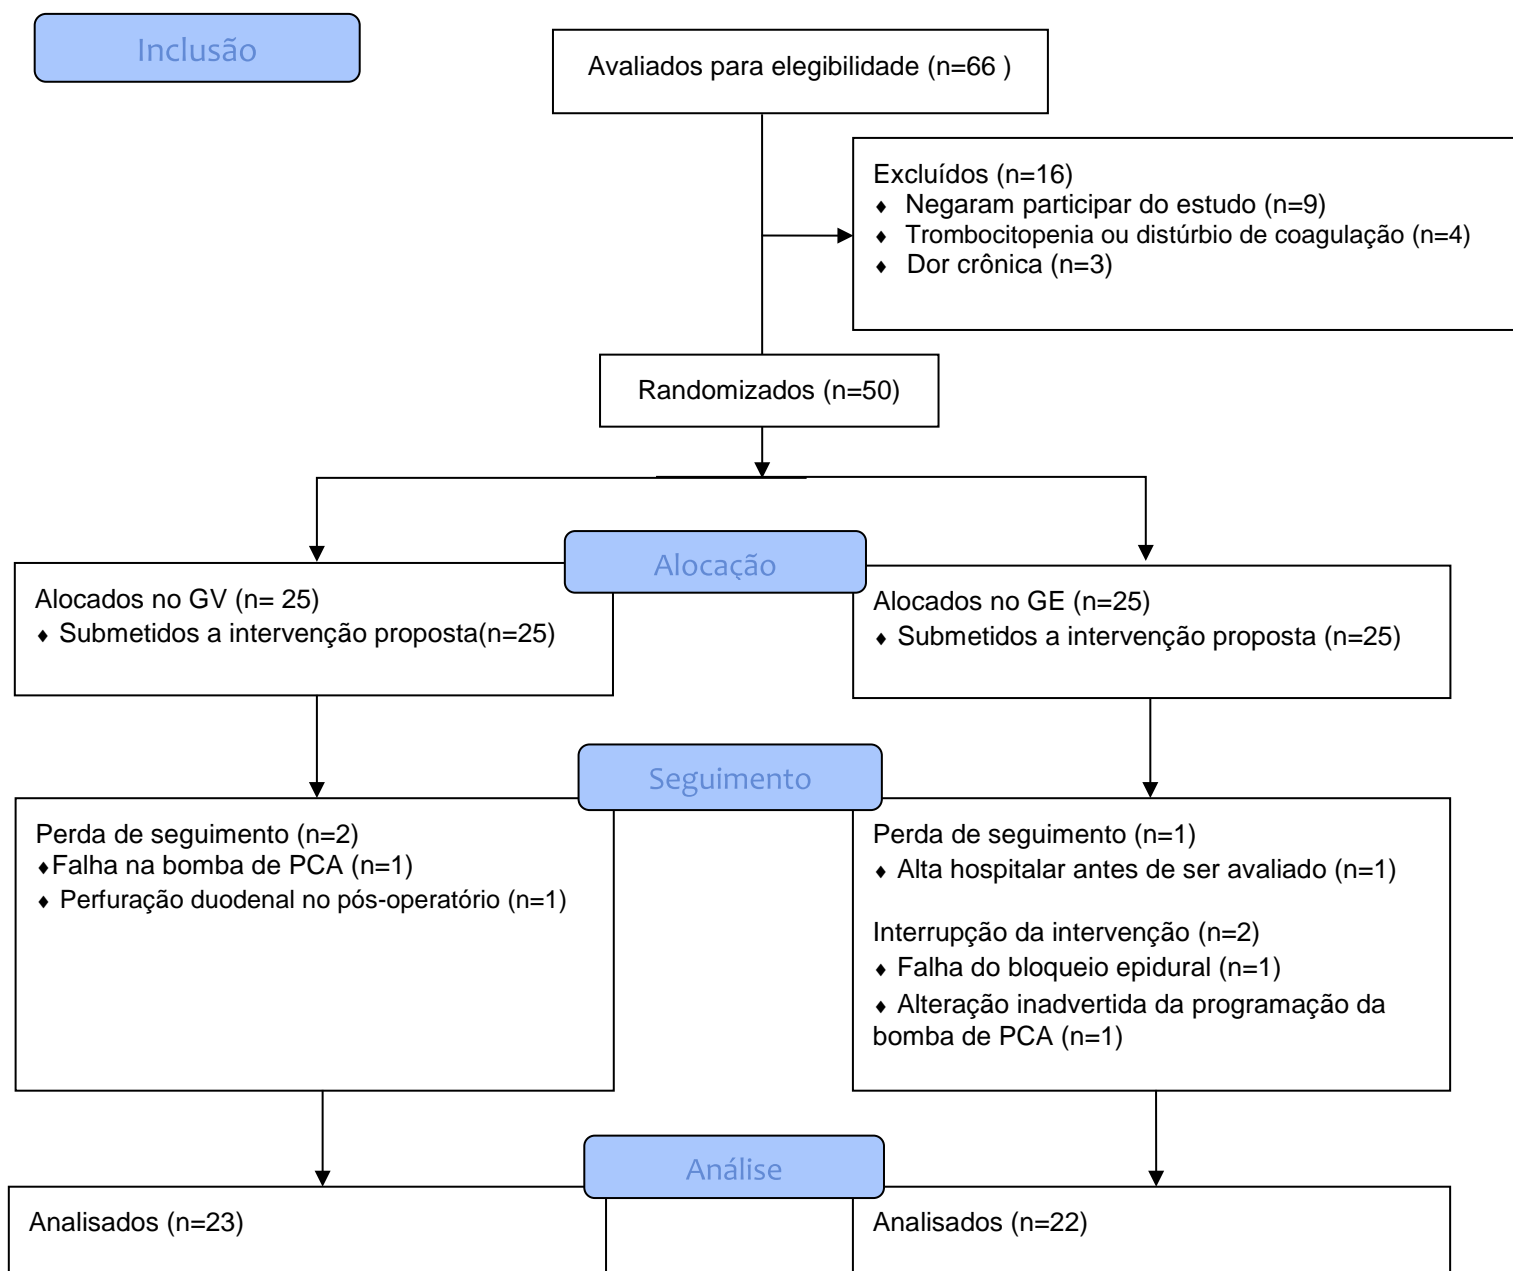 Inclusão
Avaliados para elegibilidade (n=66 )
Excluídos (n=16)
♦ Negaram participar do estudo (n=9)
♦ Trombocitopenia ou distúrbio de coagulação (n=4)
♦ Dor crônica (n=3)
Randomizados (n=50)
Alocação
Alocados no GV (n= 25)
♦ Submetidos a intervenção proposta(n=25)
Alocados no GE (n=25)
♦ Submetidos a intervenção proposta (n=25)
Seguimento
Perda de seguimento (n=2)
♦Falha na bomba de PCA (n=1)
♦ Perfuração duodenal no pós-operatório (n=1)
Perda de seguimento (n=1)
♦ Alta hospitalar antes de ser avaliado (n=1)
Interrupção da intervenção (n=2)
♦ Falha do bloqueio epidural (n=1)
♦ Alteração inadvertida da programação da
bomba de PCA (n=1)
Análise
Analisados (n=23)
Analisados (n=22)